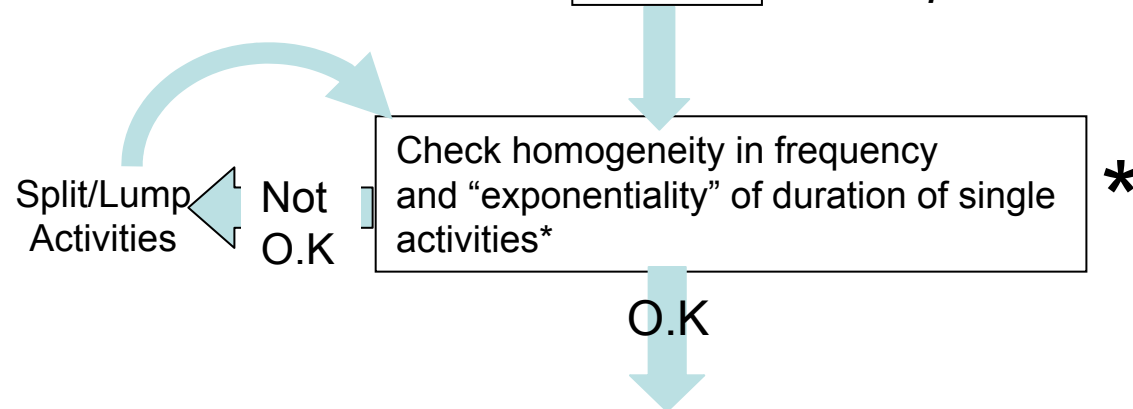 Check homogeneity in frequency
and “exponentiality” of duration of single
activities*
*
Split/Lump
Activities
Not
O.K
O.K